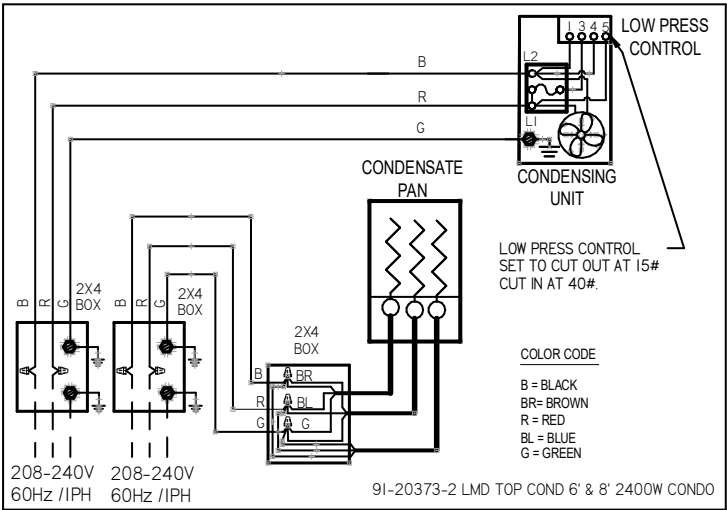 LOW PRESS
CONTROL
1 3 4 5
L2
B
R
L1
G
CONDENSING
UNIT
CONDENSATE
PAN
LOW PRESS CONTROL
SET TO CUT OUT AT 15#
CUT IN AT 40#.
B R G
2X4
BOX
B R G
2X4
BOX
2X4
BOX
B BR
R BL
G G
COLOR CODE
B = BLACK
BR= BROWN
R = RED
BL = BLUE
G = GREEN
208-240V
60Hz /1PH
208-240V
60Hz /1PH
91-20373-2 LMD TOP COND 6' & 8' 2400W CONDO